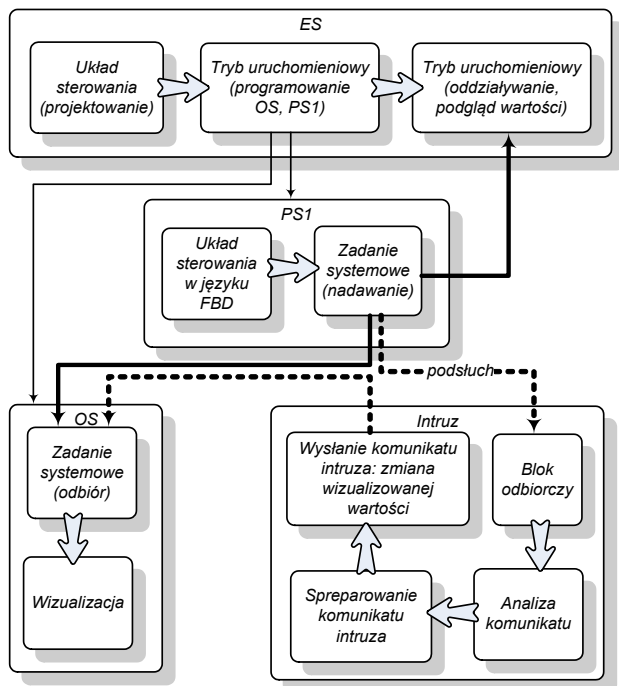 ES
Układ
sterowania
(projektowanie)
Tryb uruchomieniowy
(programowanie
OS, PS1)
Tryb uruchomieniowy
(oddziaływanie,
podgląd wartości)
PS1
Układ
sterowania
w języku
FBD
Zadanie
systemowe
(nadawanie)
podsłuch
OS
Zadanie
systemowe
(odbiór)
Wizualizacja
Intruz
Wysłanie komunikatu
intruza: zmiana
wizualizowanej
wartości
Blok
odbiorczy
Spreparowanie
komunikatu
intruza
Analiza
komunikatu